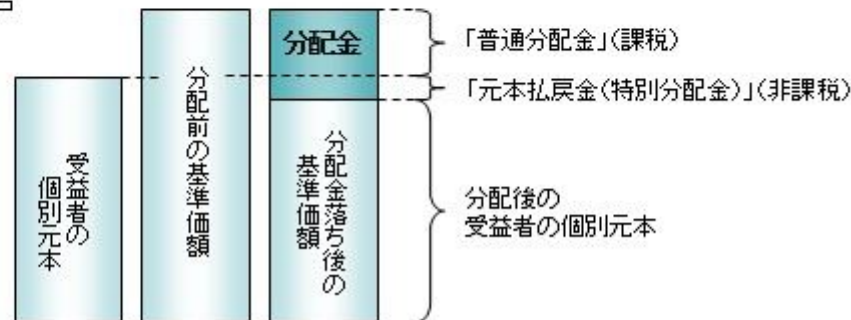 受益者の
個別元本
分配前の基準価額
分配金
分配金落ち後の
基準価額
「普通分配金」(課税)
「元本払戻金(特別分配金)」(非課税)
分配後の
受益者の個別元本